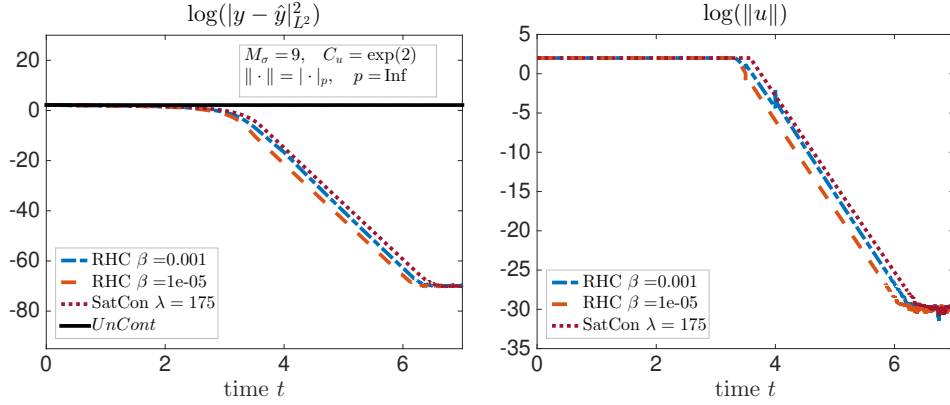 log(|y − ŷ|²_{L²})
M_σ = 9, C_u = exp(2)
‖ · ‖ = | · |_p, p = Inf
20
0
-20
-40
-60
-80
RHC β =0.001
RHC β =1e-05
SatCon λ = 175
UnCont
0 2 4 6
time t
log(‖u‖)
5
0
-5
-10
-15
-20
-25
-30
-35
RHC β =0.001
RHC β =1e-05
SatCon λ = 175
0 2 4 6
time t